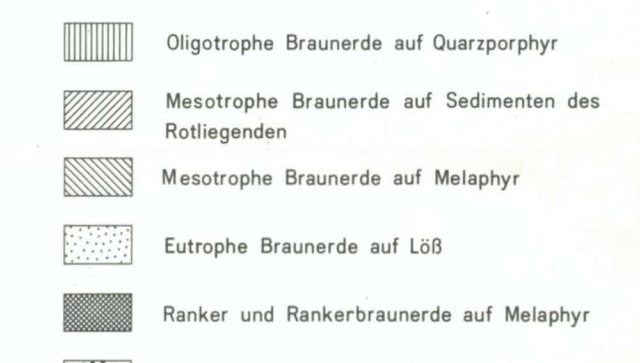 Oligotrophe Braunerde auf Quarzporphyr
Mesotrophe Braunerde auf Sedimenten des
Rotliegenden
Mesotrophe Braunerde auf Melaphyr
Eutrophe Braunerde auf Löß
Ranker und Rankerbraunerde auf Melaphyr